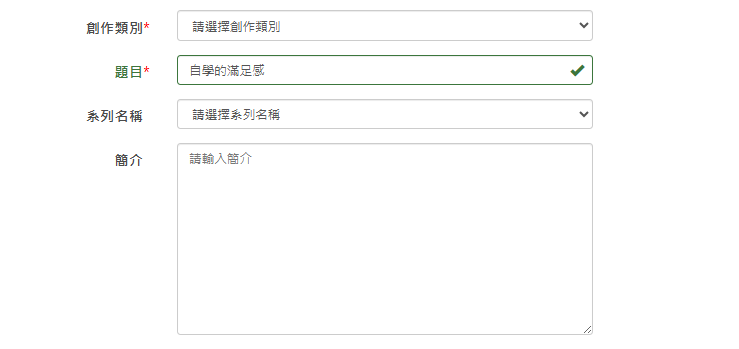 創作類別* 請選擇創作類別
題目* 自學的滿足感
系列名稱 請選擇系列名稱
簡介 請輸入簡介